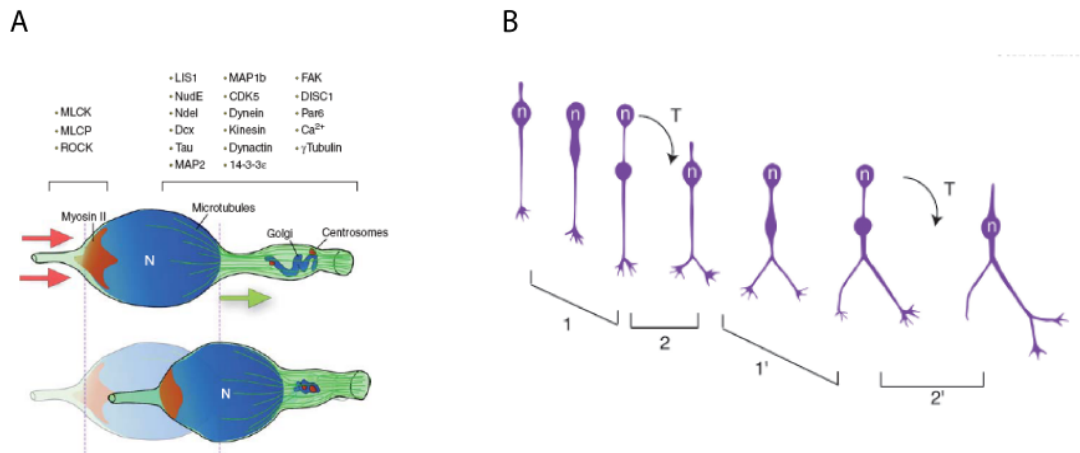 A
B
LIS1 MAP1b FAK
NudE CDK5 DISC1
MLCK Ndel Dynein Par6
MLCP Dcx Kinesin Ca2+
ROCK Tau Dynactin γTubulin
MAP2 14-3-3ε
Myosin II
Microtubules
Golgi
Centrosomes
N
N
n n n n n n n
T
T
1
2
1'
2'